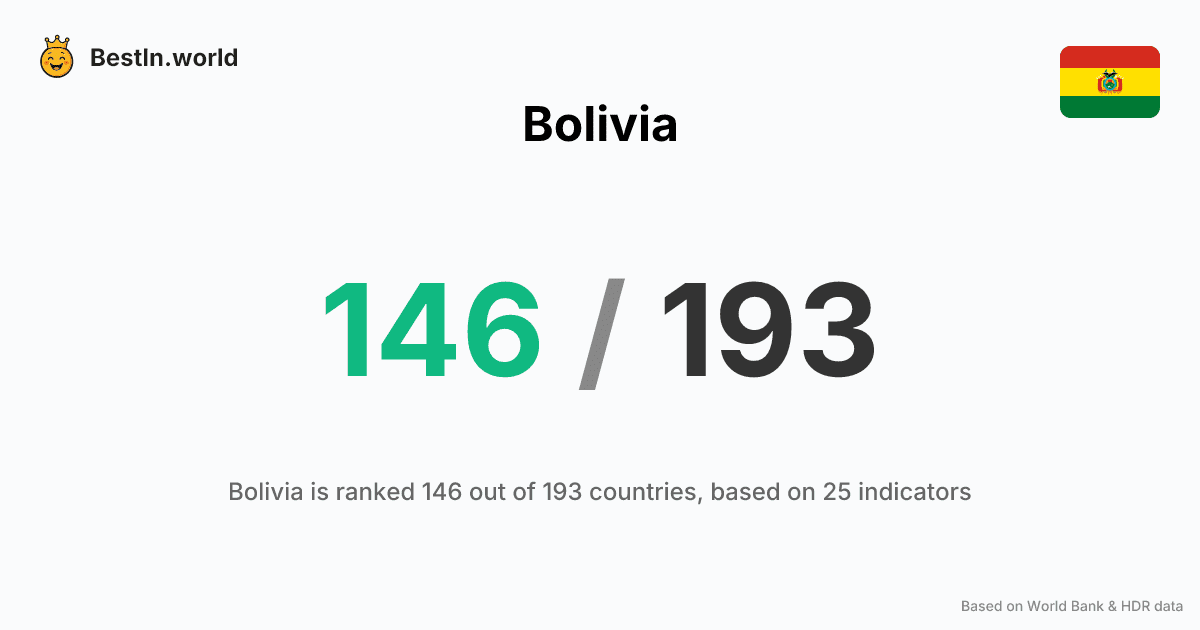 BestIn.world
Bolivia
146 / 193
Bolivia is ranked 146 out of 193 countries, based on 25 indicators
Based on World Bank & HDR data